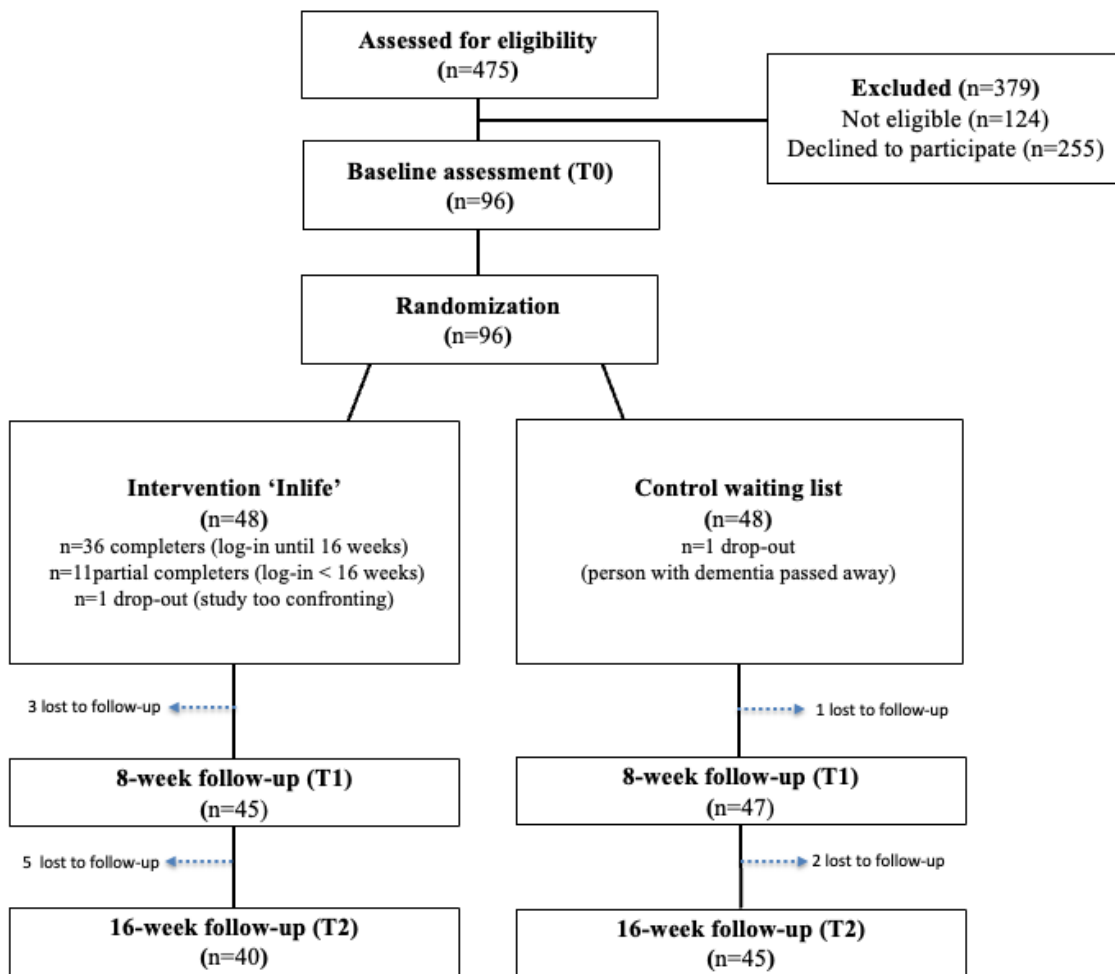 Assessed for eligibility
(n=475)
Excluded (n=379)
Not eligible (n=124)
Declined to participate (n=255)
Baseline assessment (T0)
(n=96)
Randomization
(n=96)
Intervention ‘Inlife’
(n=48)
n=36 completers (log-in until 16 weeks)
n=11partial completers (log-in < 16 weeks)
n=1 drop-out (study too confronting)
Control waiting list
(n=48)
n=1 drop-out
(person with dementia passed away)
3 lost to follow-up
1 lost to follow-up
8-week follow-up (T1)
(n=45)
8-week follow-up (T1)
(n=47)
5 lost to follow-up
2 lost to follow-up
16-week follow-up (T2)
(n=40)
16-week follow-up (T2)
(n=45)